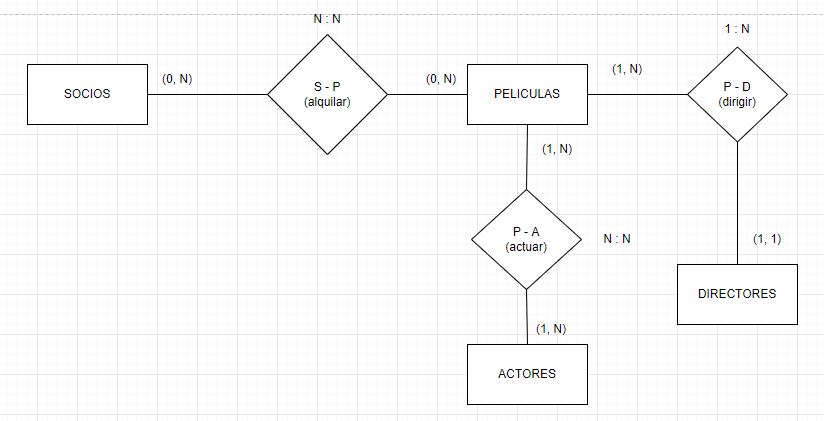 N : N
1 : N
SOCIOS
(0, N)
S - P
(alquilar)
(0, N)
PELICULAS
(1, N)
P - D
(dirigir)
(1, N)
P - A
(actuar)
N : N
(1, 1)
DIRECTORES
(1, N)
ACTORES